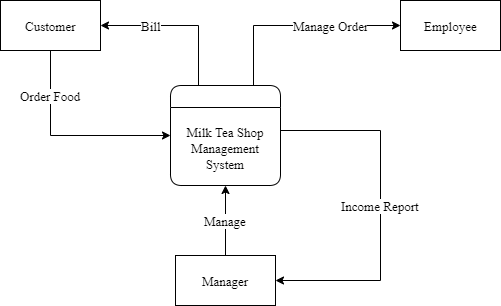 Customer
Bill
Manage Order
Employee
Order Food
Milk Tea Shop
Management
System
Income Report
Manage
Manager